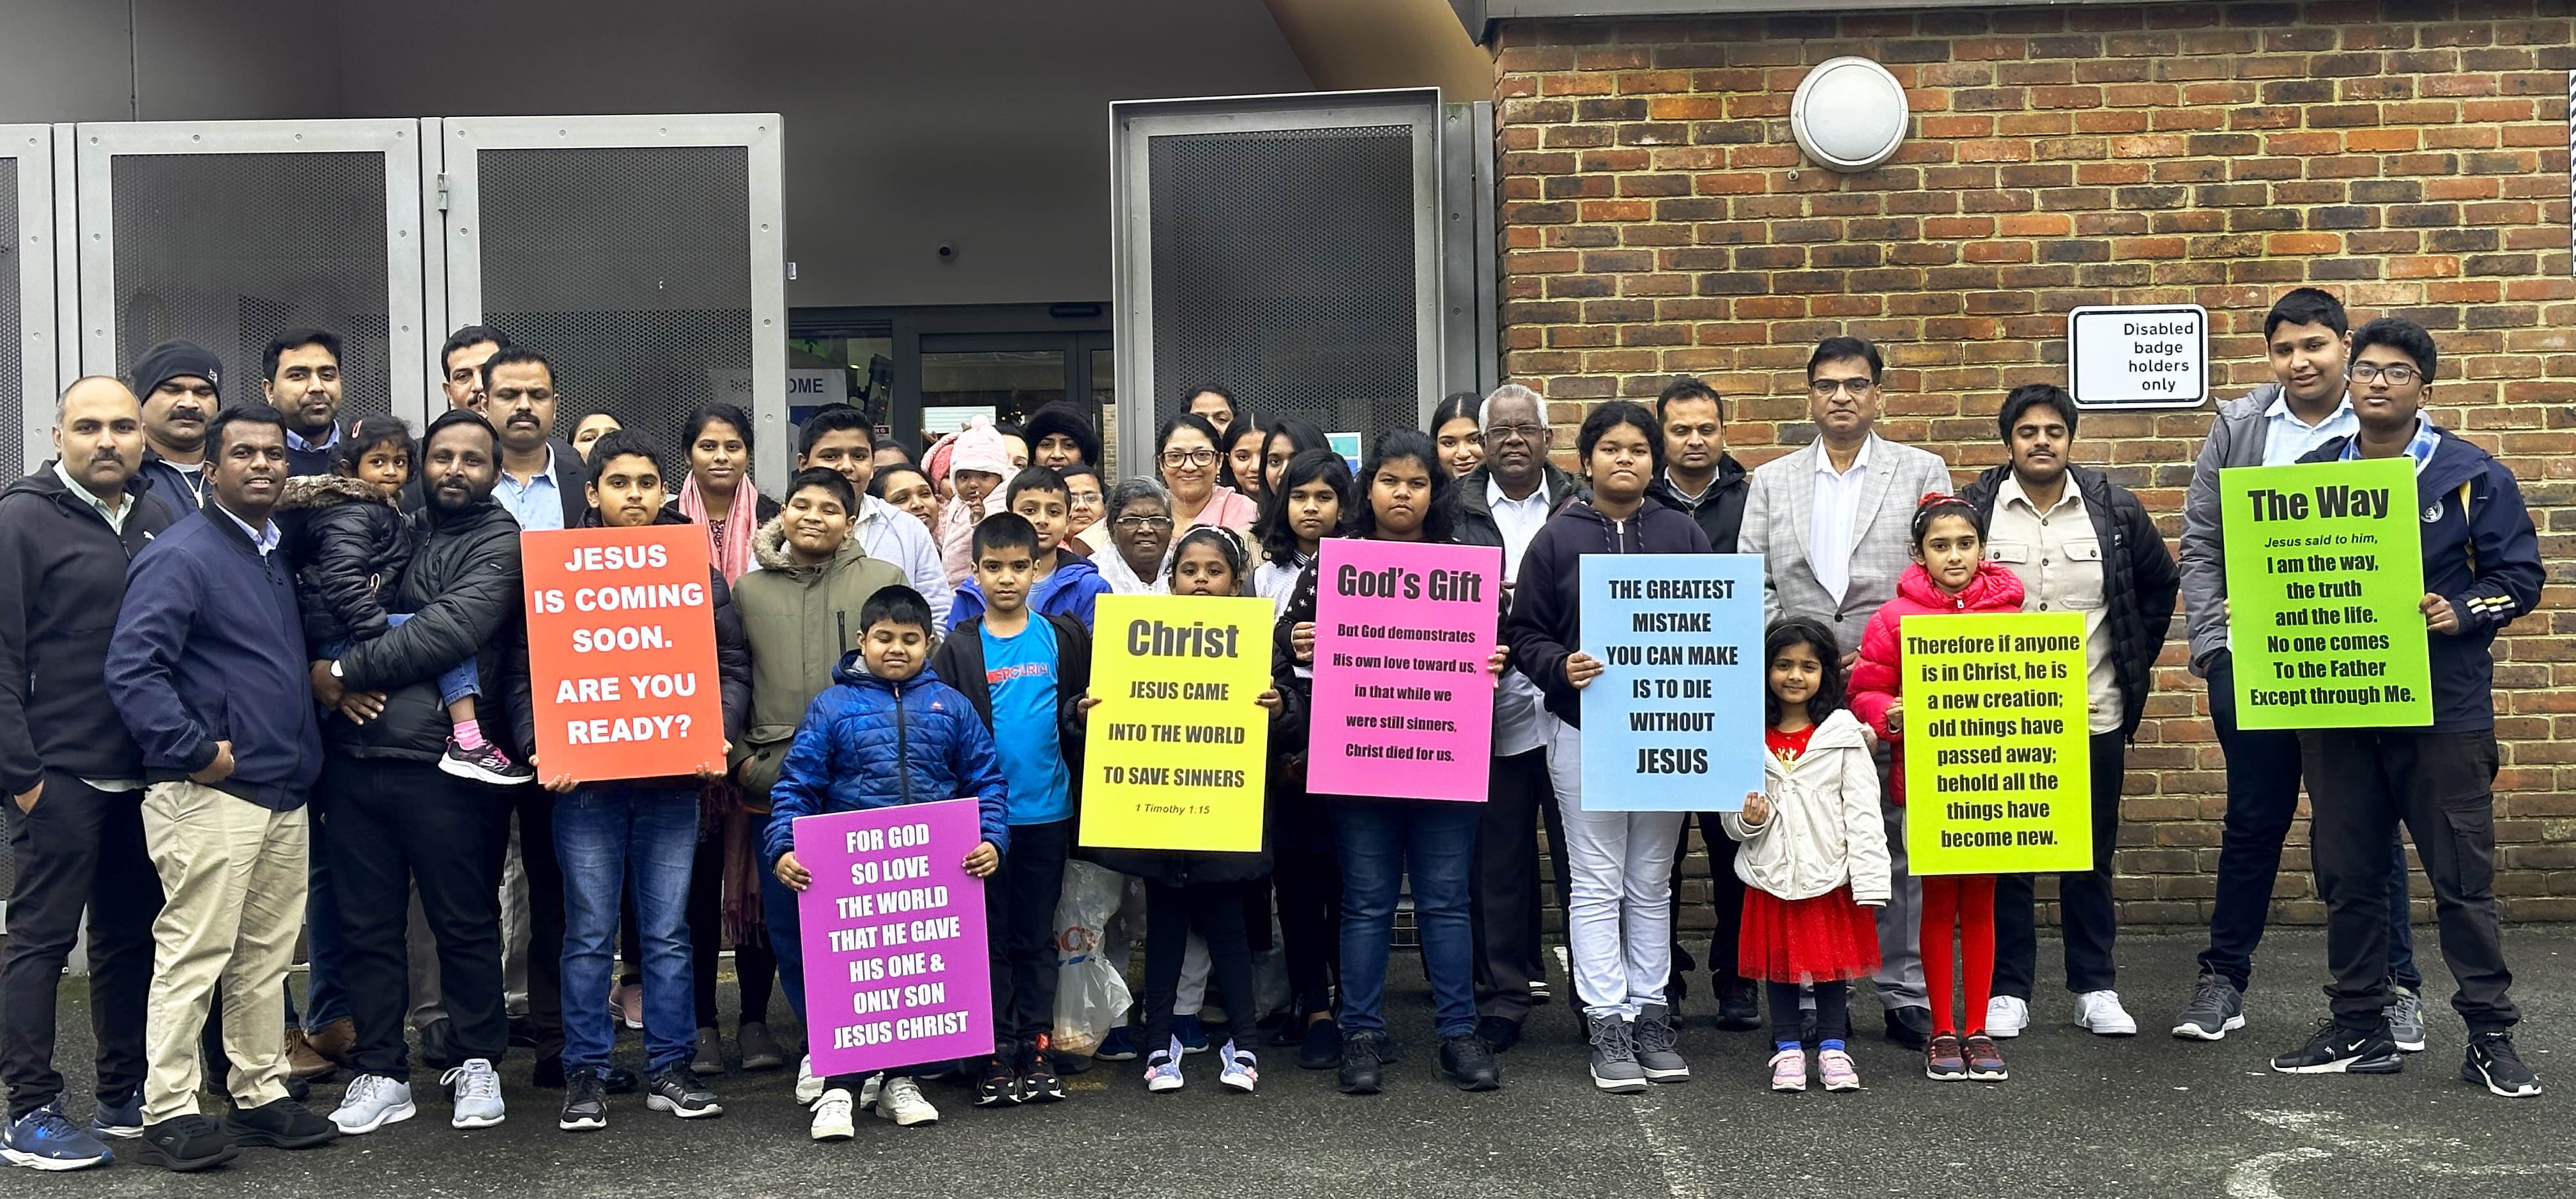 OME
Disabled
badge
holders
only
JESUS
IS COMING
SOON.
ARE YOU
READY?
FOR GOD
SO LOVE
THE WORLD
THAT HE GAVE
HIS ONE &
ONLY SON
JESUS CHRIST
Christ
JESUS CAME
INTO THE WORLD
TO SAVE SINNERS
1 Timothy 1:15
God's Gift
But God demonstrates
His own love toward us,
in that while we
were still sinners,
Christ died for us.
THE GREATEST
MISTAKE
YOU CAN MAKE
IS TO DIE
WITHOUT
JESUS
Therefore if anyone
is in Christ, he is
a new creation;
old things have
passed away;
behold all the
things have
become new.
The Way
Jesus said to him,
I am the way,
the truth
and the life.
No one comes
To the Father
Except through Me.